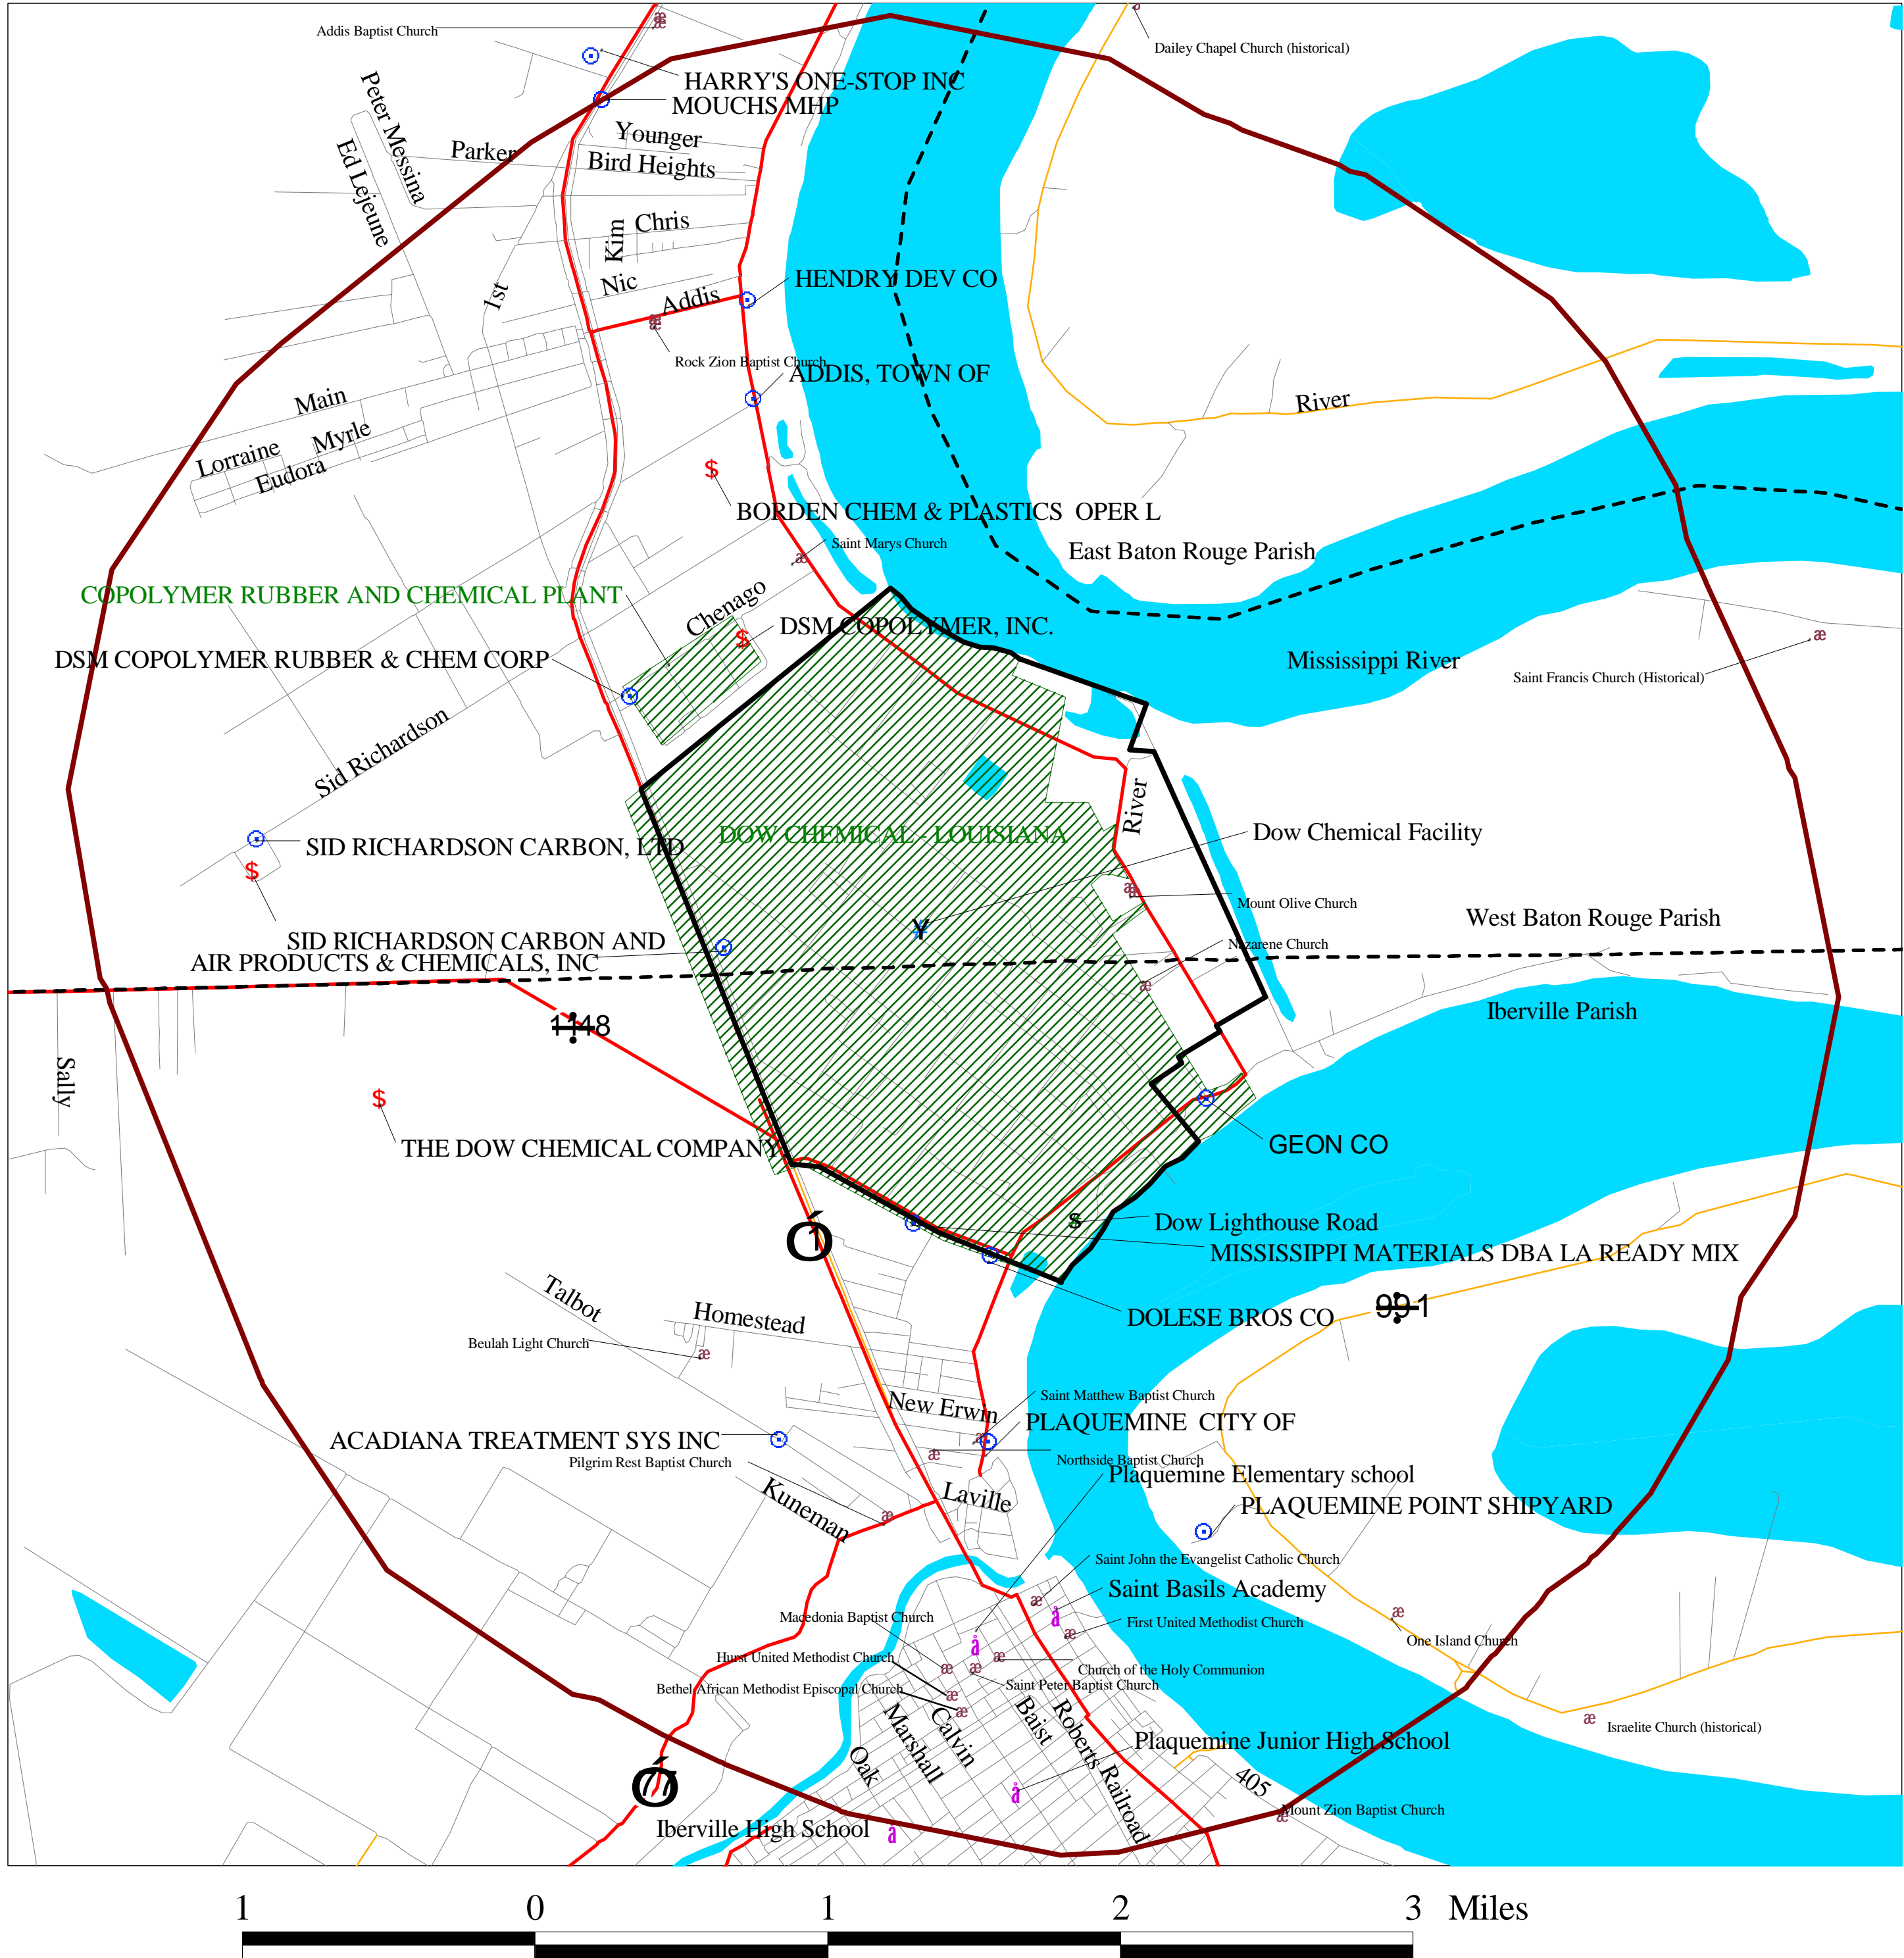 Addis Baptist Church
Dailey Chapel Church (historical)
HARRY'S ONE-STOP INC
MOUCHS MHP
Peter Messina
Younger
Parker
Bird Heights
Ed Lejeune
Chris
Kim
Nic
HENDRY DEV CO
1st
Addis
Rock Zion Baptist Church
ADDIS, TOWN OF
Main
River
Myrle
Lorraine
Eudora
BORDEN CHEM & PLASTICS OPER L
Saint Marys Church
East Baton Rouge Parish
COPOLYMER RUBBER AND CHEMICAL PLANT
Chenago
DSM COPOLYMER, INC.
DSM COPOLYMER RUBBER & CHEM CORP
Mississippi River
Saint Francis Church (Historical)
Sid Richardson
River
DOW CHEMICAL - LOUISIANA
Dow Chemical Facility
SID RICHARDSON CARBON, LTD
Mount Olive Church
West Baton Rouge Parish
SID RICHARDSON CARBON AND
Nazarene Church
AIR PRODUCTS & CHEMICALS, INC
Iberville Parish
1148
Sally
THE DOW CHEMICAL COMPANY
GEON CO
Dow Lighthouse Road
1
MISSISSIPPI MATERIALS DBA LA READY MIX
Talbot
Homestead
DOLESE BROS CO
991
Beulah Light Church
Saint Matthew Baptist Church
New Erwin
PLAQUEMINE CITY OF
ACADIANA TREATMENT SYS INC
Pilgrim Rest Baptist Church
Northside Baptist Church
Plaquemine Elementary school
Laville
Kuneman
PLAQUEMINE POINT SHIPYARD
Saint John the Evangelist Catholic Church
Saint Basils Academy
Macedonia Baptist Church
First United Methodist Church
One Island Church
Hurst United Methodist Church
Church of the Holy Communion
Saint Peter Baptist Church
Bethel African Methodist Episcopal Church
Baist
Roberts
Calvin
Marshall
Israelite Church (historical)
Plaquemine Junior High School
Oak
77
405
Railroad
Mount Zion Baptist Church
Iberville High School
1 0 1 2 3 Miles